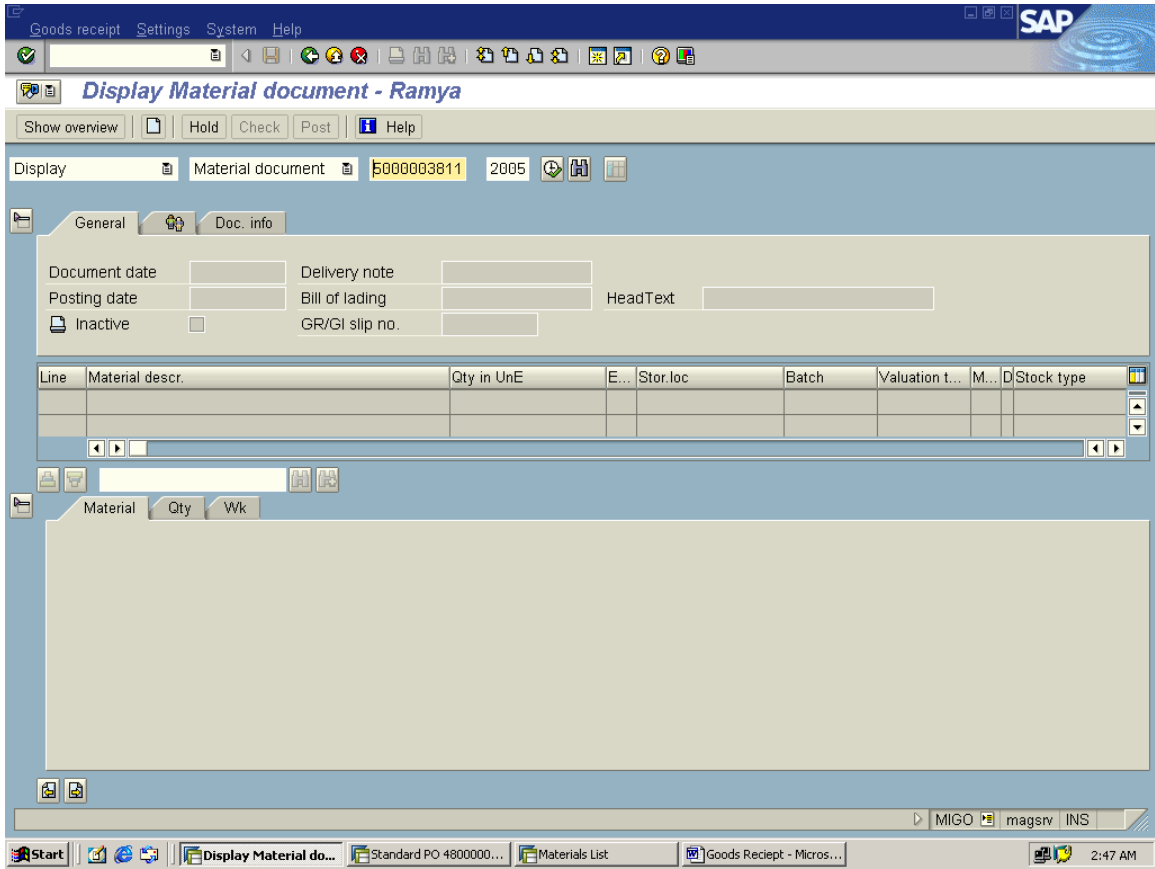 Goods receipt Settings System Help
SAP
Display Material document - Ramya
Show overview Hold Check Post Help
Display Material document 5000003811 2005
General Doc. info
Document date Delivery note
Posting date Bill of lading HeadText
Inactive GR/GI slip no.
Line Material descr. Qty in UnE E... Stor.loc Batch Valuation t... M... D Stock type
Material Qty Wk
MIGO magsrv INS
Start Display Material do... Standard PO 4800000... Materials List Goods Reciept - Micros... 2:47 AM